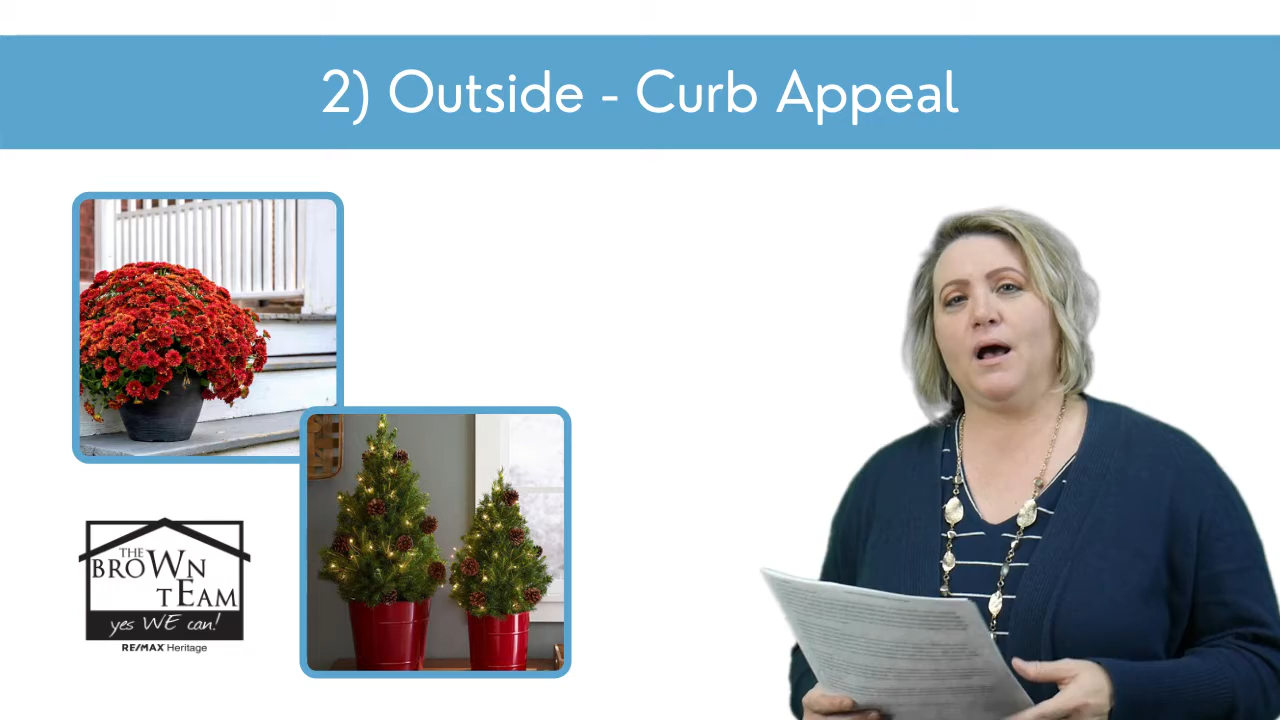 2) Outside - Curb Appeal
THE
BROWN
TEAM
yes WE can!
RE/MAX Heritage